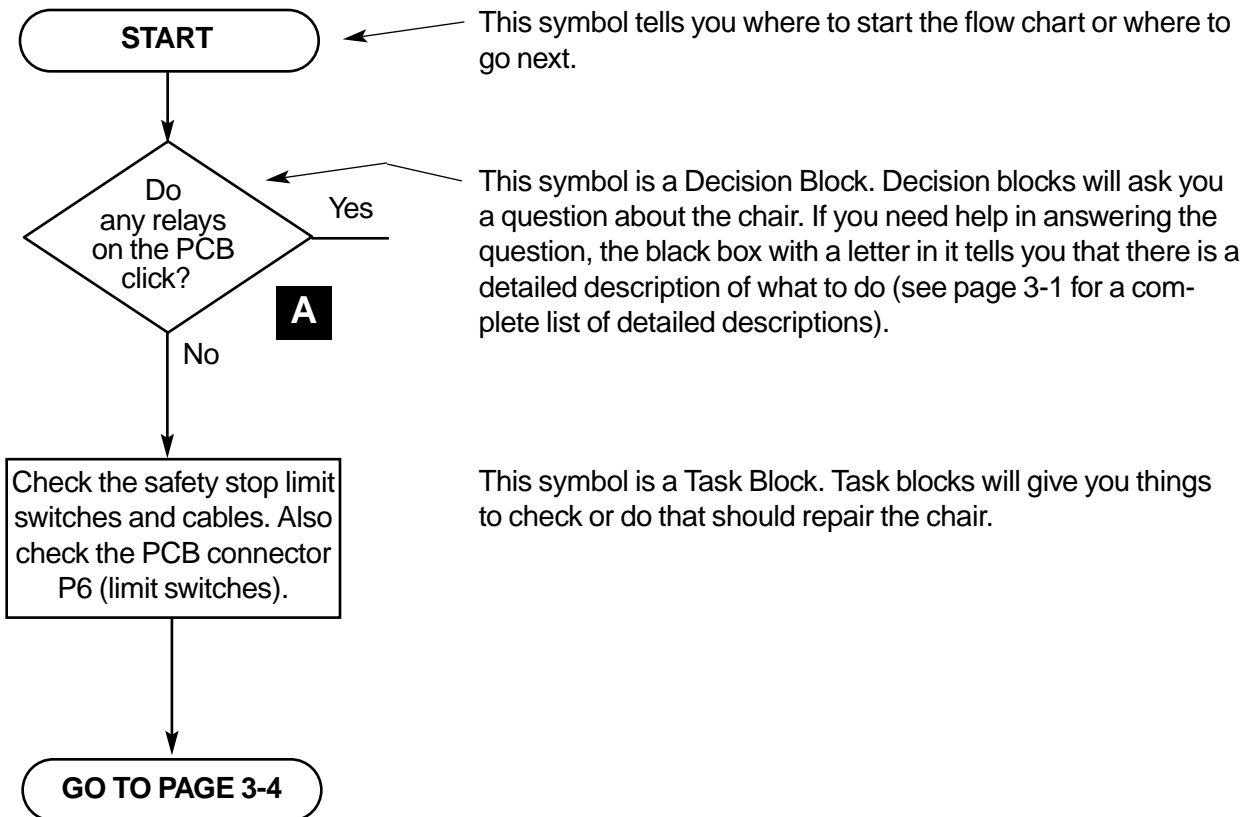 START
This symbol tells you where to start the flow chart or where to
go next.
Do
any relays
on the PCB
click?
Yes
A
No
This symbol is a Decision Block. Decision blocks will ask you
a question about the chair. If you need help in answering the
question, the black box with a letter in it tells you that there is a
detailed description of what to do (see page 3-1 for a com-
plete list of detailed descriptions).
Check the safety stop limit
switches and cables. Also
check the PCB connector
P6 (limit switches).
This symbol is a Task Block. Task blocks will give you things
to check or do that should repair the chair.
GO TO PAGE 3-4